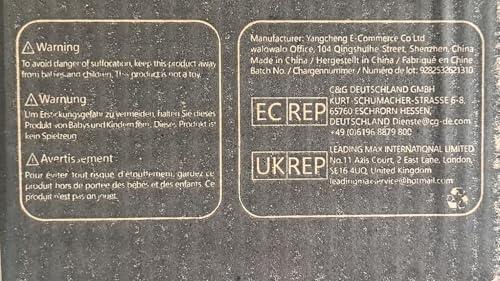 Warning
To avoid danger of suffocation, keep this product away
from babies and children. This product is not a toy.
Warnung
Um Erstickungsgefahr zu vermeiden, halten Sie dieses
Produkt von Babys und Kindern fern. Dieses Produkt ist
kein Spielzeug
Avertissement
Pour éviter tout risque d'étouffement, gardez ce
produit hors de portée des bébés et des enfants. Ce
produit n'est pas un jouet.
Manufacturer: Yangcheng E-Commerce Co Ltd
walowalo Office, 104 Qingshuihe Street, Shenzhen, China
Made in China / Hergestellt in China / Fabriqué en Chine
Batch No. / Chargennummer / Numéro de lot: 928532621310
EC REP
C&G DEUTSCHLAND GMBH
KURT-SCHUMACHER-STRASSE 6-8,
65760 ESCHBORN HESSEN,
DEUTSCHLAND Dienste@cg-de.com
+49 (0)6196 8879 800
UK REP
LEADING MAX INTERNATIONAL LIMITED
No.11 Axis Court, 2 East Lane, London,
SE16 4UQ, United Kingdom
leadingmaxservice@hotmail.com